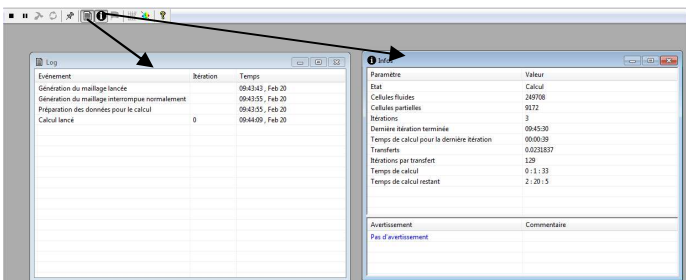 Log
Evénement Itération Temps
Génération du maillage lancée 09:43:43 , Feb 20
Génération du maillage interrompue normalement 09:43:55 , Feb 20
Préparation des données pour le calcul 09:43:55 , Feb 20
Calcul lancé 0 09:44:09 , Feb 20
Infos
Paramètre Valeur
Etat Calcul
Cellules fluides 249708
Cellules partielles 9172
Itérations 3
Dernière itération terminée 09:45:30
Temps de calcul pour la dernière itération 00:00:39
Transferts 0.0231837
Itérations par transfert 129
Temps de calcul 0 : 1 : 33
Temps de calcul restant 2 : 20 : 5
Avertissement Commentaire
Pas d'avertissement